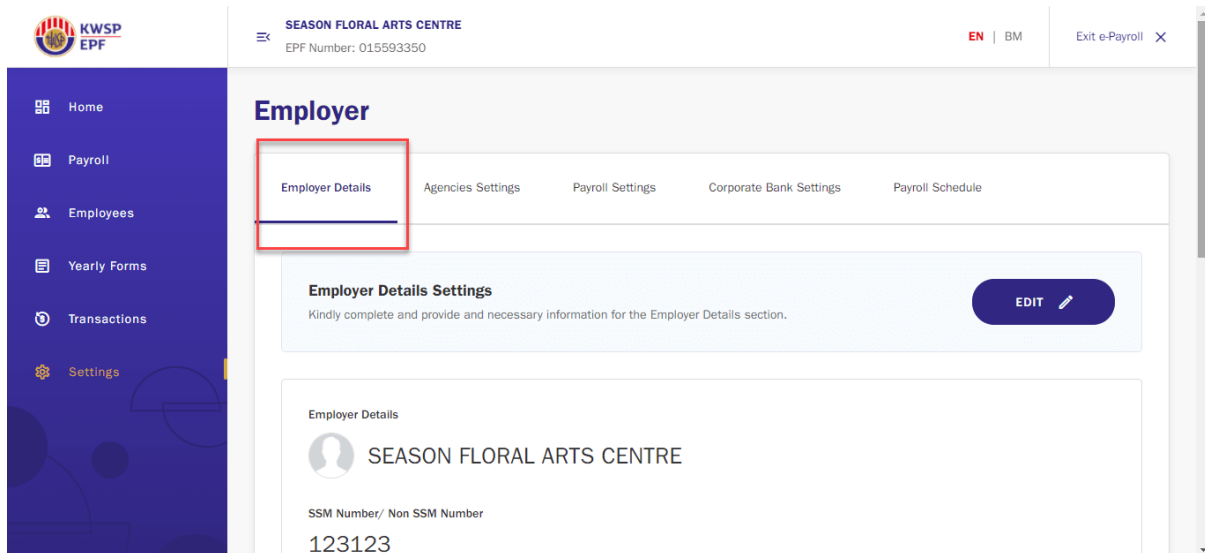 KWSP
EPF
SEASON FLORAL ARTS CENTRE
EPF Number: 015593350
EN | BM
Exit e-Payroll
Home
Payroll
Employees
Yearly Forms
Transactions
Settings
Employer
Employer Details
Agencies Settings
Payroll Settings
Corporate Bank Settings
Payroll Schedule
Employer Details Settings
Kindly complete and provide and necessary information for the Employer Details section.
EDIT
Employer Details
SEASON FLORAL ARTS CENTRE
SSM Number/ Non SSM Number
123123